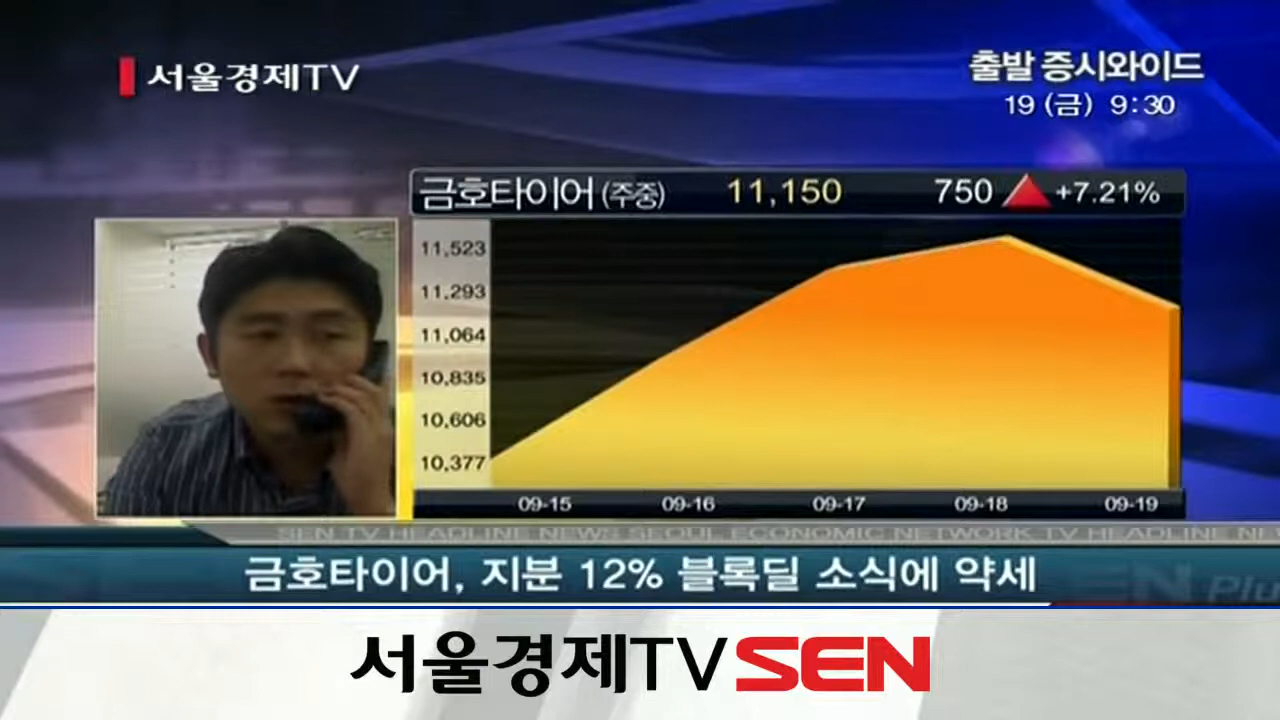 서울경제TV
출발 증시와이드
19 (금) 9:30
금호타이어 (주중) 11,150 750 ▲ +7.21%
11,523
11,293
11,064
10,835
10,606
10,377
09-15 09-16 09-17 09-18 09-19
SEN TV HEADLINE NEWS SEOUL ECONOMIC NETWORK TV HEADLINE NE
금호타이어, 지분 12% 블록딜 소식에 약세
EN Plu
서울경제TV SEN